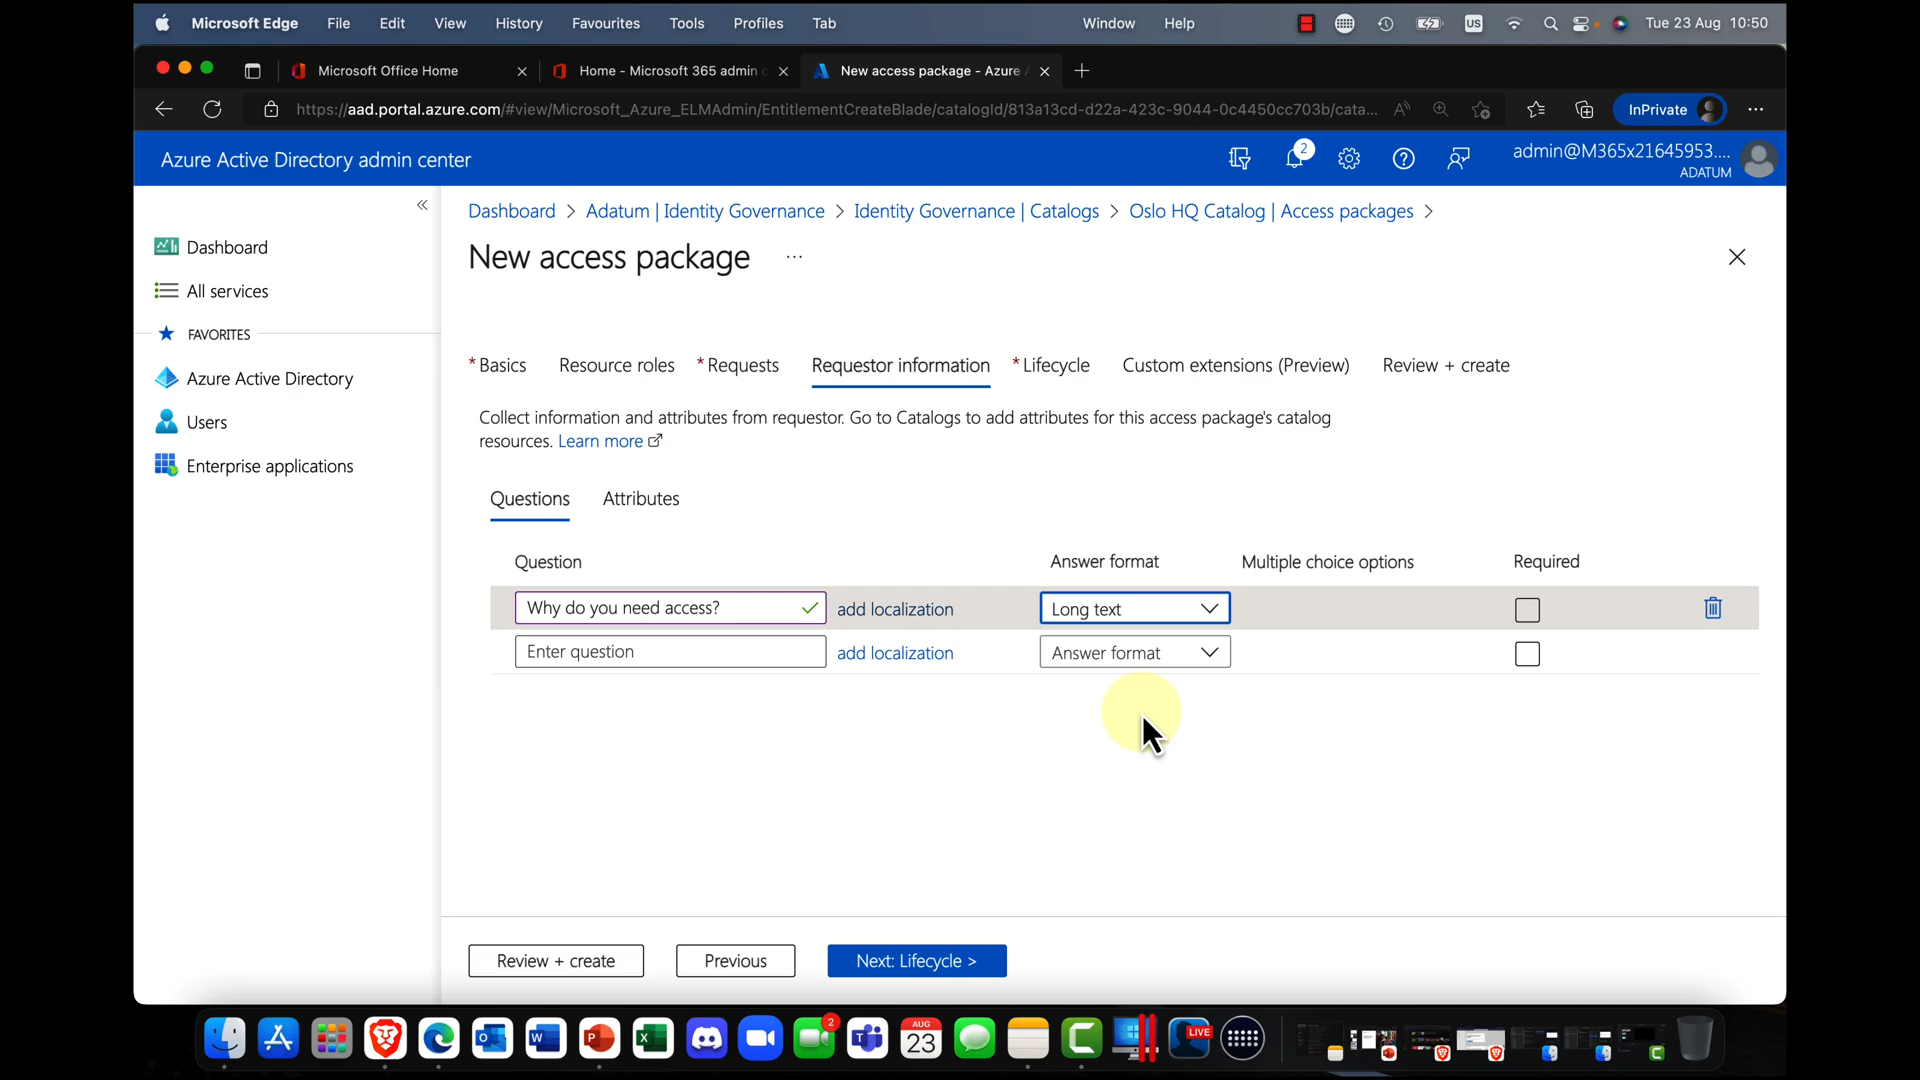 Microsoft Edge File Edit View History Favourites Tools Profiles Tab Window Help US Tue 23 Aug 10:50
Microsoft Office Home Home - Microsoft 365 admin c New access package - Azure A
https://aad.portal.azure.com/#view/Microsoft_Azure_ELMAdmin/EntitlementCreateBlade/catalogId/813a13cd-d22a-423c-9044-0c4450cc703b/cata... InPrivate
Azure Active Directory admin center 2 admin@M365x21645953....
ADATUM
Dashboard > Adatum | Identity Governance > Identity Governance | Catalogs > Oslo HQ Catalog | Access packages >
Dashboard
All services
FAVORITES
Azure Active Directory
Users
Enterprise applications
New access package ...
* Basics Resource roles * Requests Requestor information * Lifecycle Custom extensions (Preview) Review + create
Collect information and attributes from requestor. Go to Catalogs to add attributes for this access package's catalog
resources. Learn more
Questions Attributes
Question Answer format Multiple choice options Required
Why do you need access? add localization Long text
Enter question add localization Answer format
Review + create Previous Next: Lifecycle >
2 AUG 23 LIVE